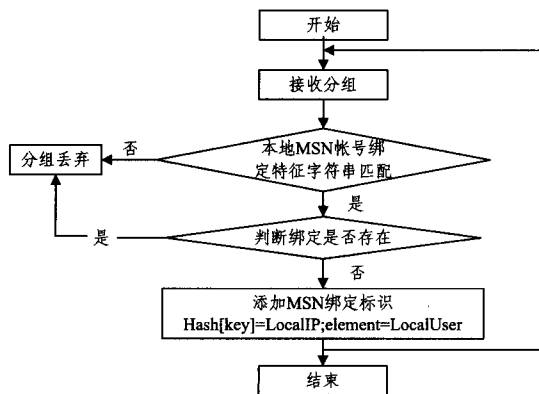 开始
接收分组
本地MSN帐号绑
定特征字符串匹配
否
分组丢弃
是
判断绑定是否存在
是
否
添加MSN绑定标识
Hash[key]=LocalIP;element=LocalUser
结束